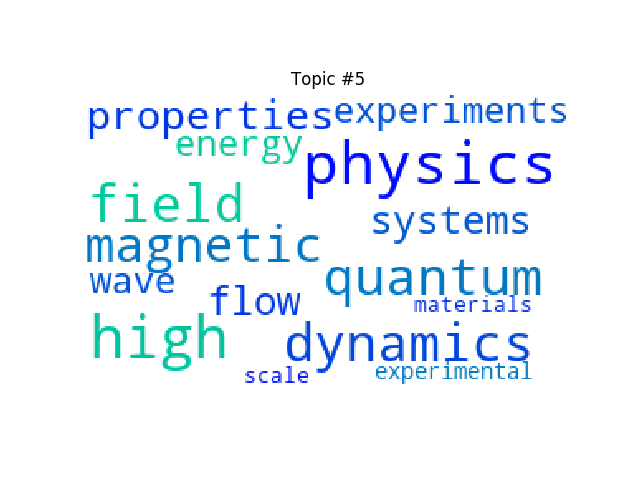 Topic #5
properties experiments
energy
physics
field
systems
magnetic
wave
quantum
flow
materials
high
dynamics
scale
experimental